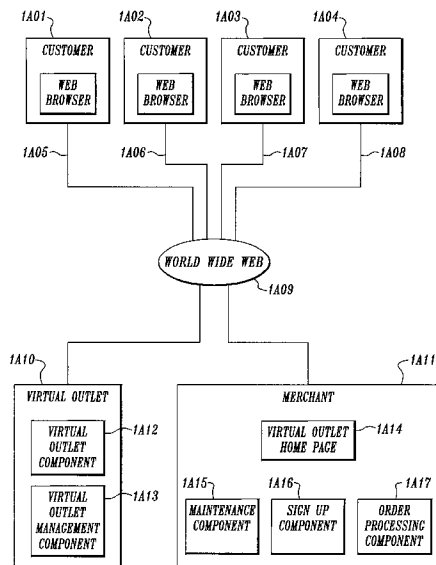 1A01 1A02 1A03 1A04
CUSTOMER CUSTOMER CUSTOMER CUSTOMER
WEB WEB WEB WEB
BROWSER BROWSER BROWSER BROWSER
1A05 1A06 1A07 1A08
WORLD WIDE WEB
1A09
1A10 1A11
VIRTUAL OUTLET MERCHANT
VIRTUAL
OUTLET
COMPONENT
1A12
VIRTUAL OUTLET
HOME PAGE
1A14
VIRTUAL
OUTLET
MANAGEMENT
COMPONENT
1A13
1A15 1A16 1A17
MAINTENANCE
COMPONENT
SIGN UP
COMPONENT
ORDER
PROCESSING
COMPONENT